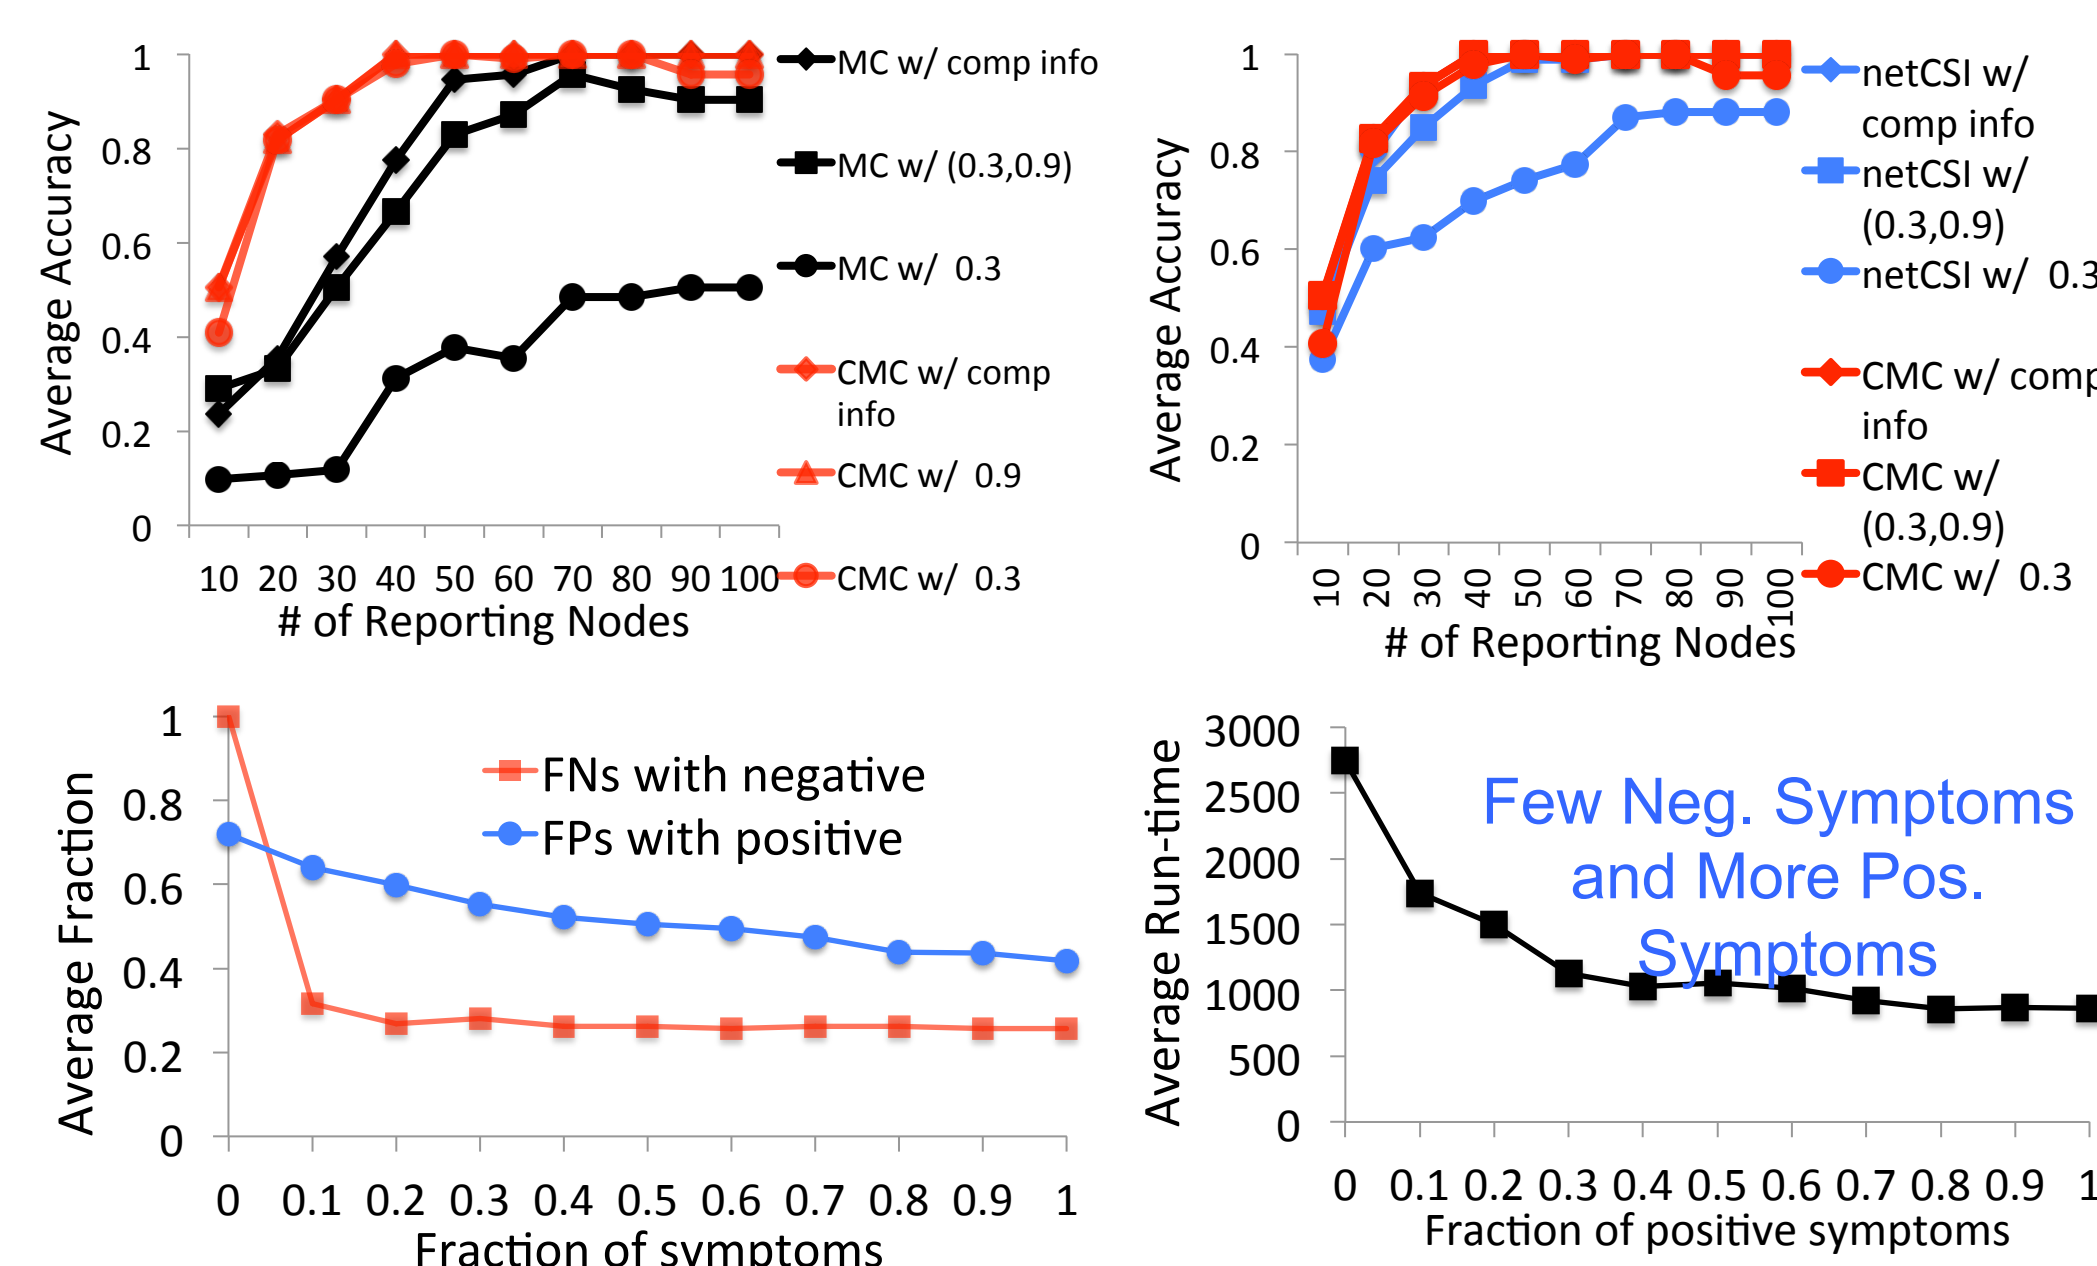 Average Accuracy
1
0.8
0.6
0.4
0.2
0
10 20 30 40 50 60 70 80 90 100
# of Reporting Nodes
MC w/ comp info
MC w/ (0.3,0.9)
MC w/ 0.3
CMC w/ comp
info
CMC w/ 0.9
CMC w/ 0.3
Average Accuracy
1
0.8
0.6
0.4
0.2
0
10 20 30 40 50 60 70 80 90 100
# of Reporting Nodes
netCSI w/
comp info
netCSI w/
(0.3,0.9)
netCSI w/ 0.3
CMC w/ comp
info
CMC w/
(0.3,0.9)
CMC w/ 0.3
Average Fraction
1
0.8
0.6
0.4
0.2
0
FNs with negative
FPs with positive
0 0.1 0.2 0.3 0.4 0.5 0.6 0.7 0.8 0.9 1
Fraction of symptoms
Average Run-time
3000
2500
2000
1500
1000
500
0
Few Neg. Symptoms
and More Pos.
Symptoms
0 0.1 0.2 0.3 0.4 0.5 0.6 0.7 0.8 0.9 1
Fraction of positive symptoms